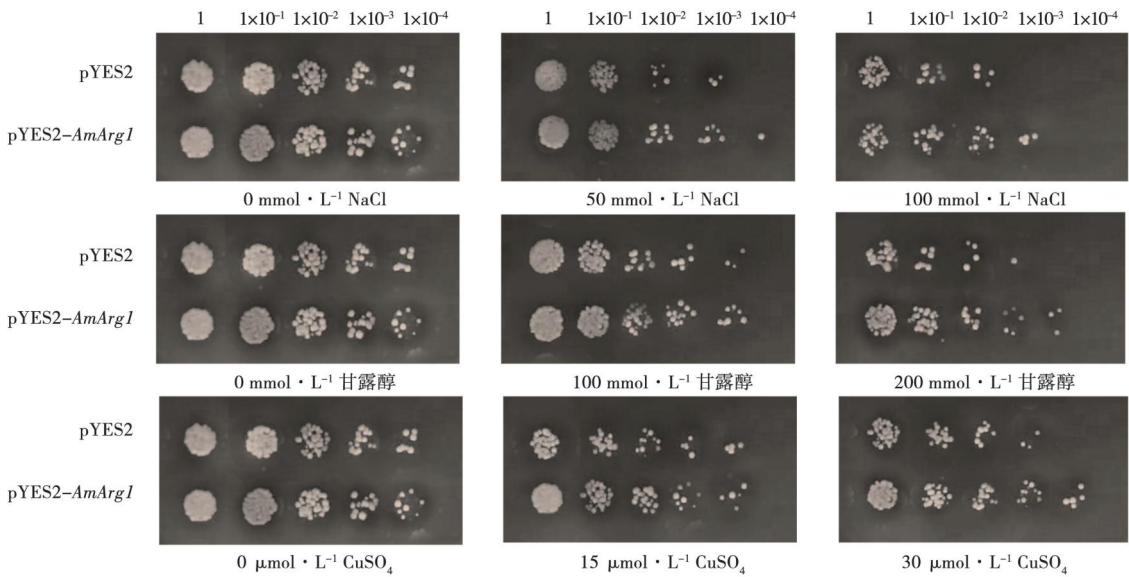 1 1×10⁻¹ 1×10⁻² 1×10⁻³ 1×10⁻⁴ 1 1×10⁻¹ 1×10⁻² 1×10⁻³ 1×10⁻⁴ 1 1×10⁻¹ 1×10⁻² 1×10⁻³ 1×10⁻⁴
pYES2
pYES2-AmArg1
0 mmol · L⁻¹ NaCl 50 mmol · L⁻¹ NaCl 100 mmol · L⁻¹ NaCl
pYES2
pYES2-AmArg1
0 mmol · L⁻¹ 甘露醇 100 mmol · L⁻¹ 甘露醇 200 mmol · L⁻¹ 甘露醇
pYES2
pYES2-AmArg1
0 μmol · L⁻¹ CuSO₄ 15 μmol · L⁻¹ CuSO₄ 30 μmol · L⁻¹ CuSO₄